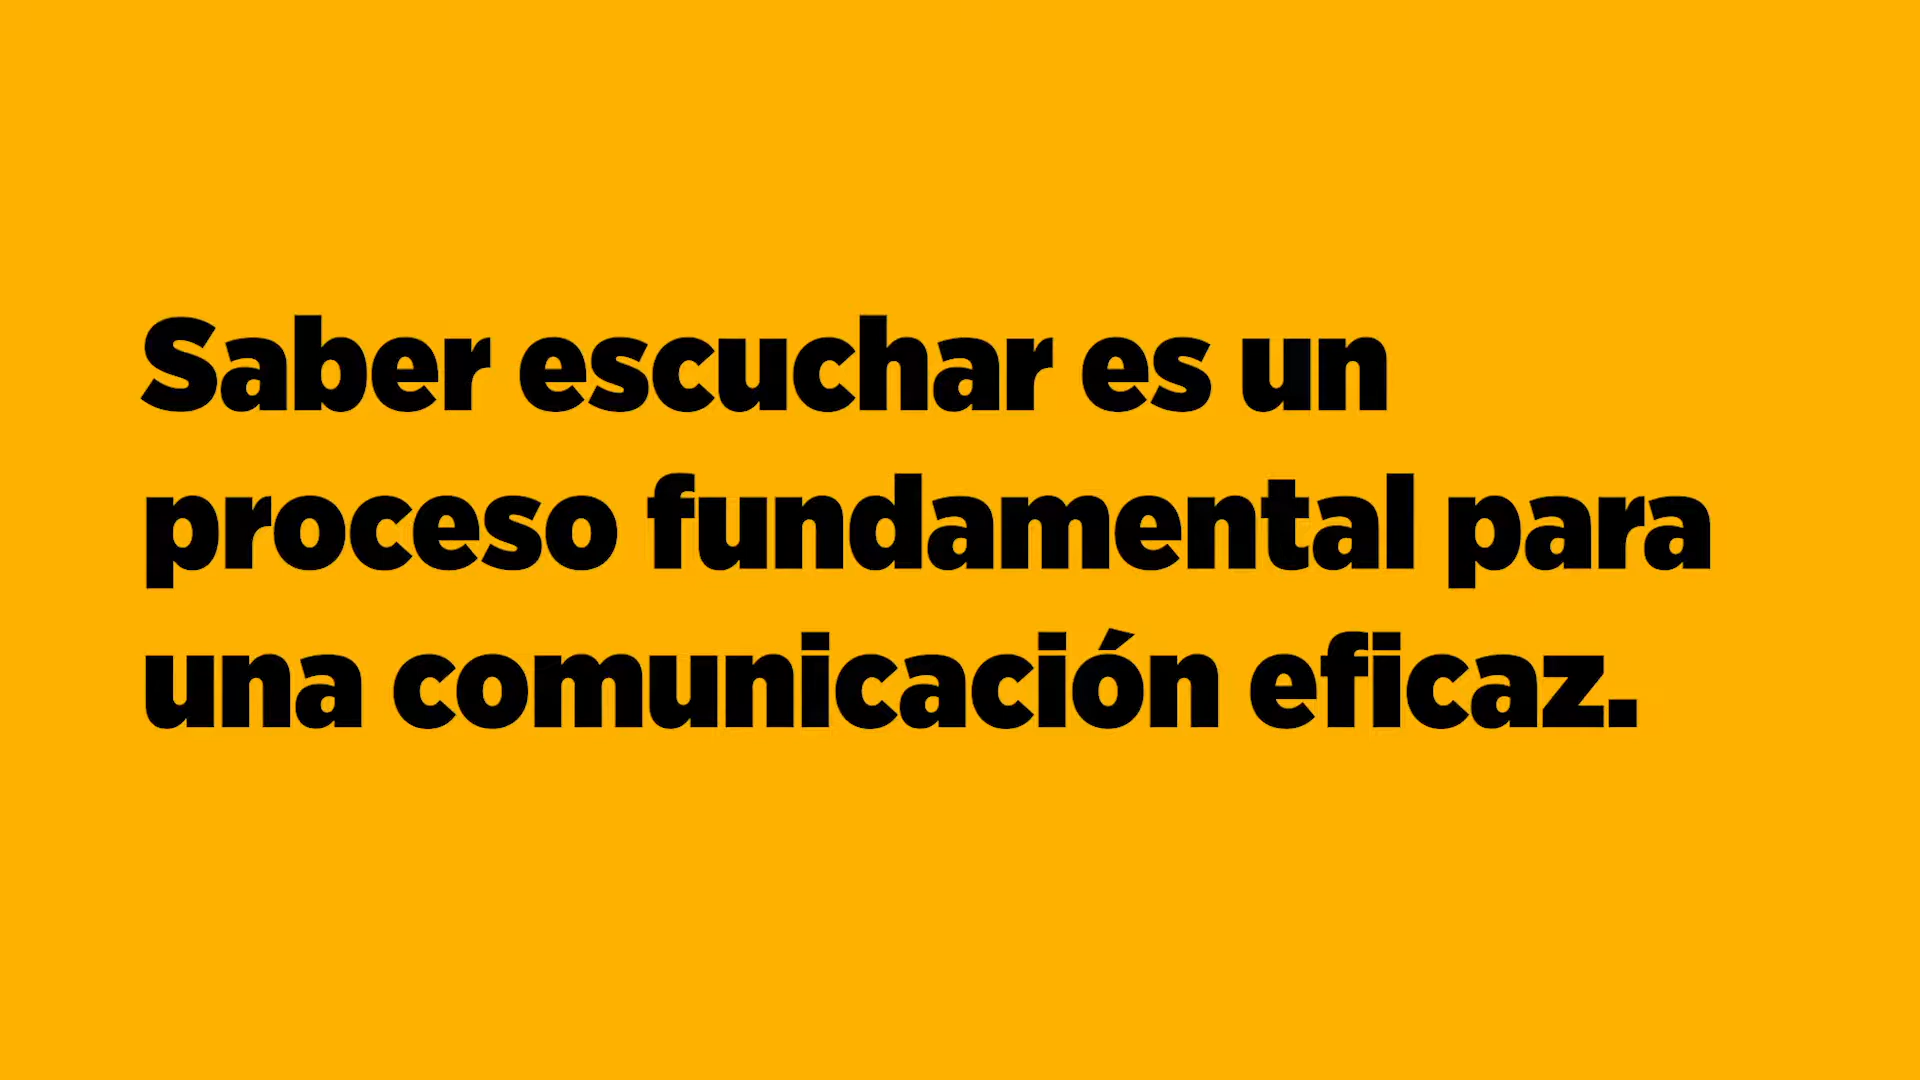 Saber escuchar es un
proceso fundamental para
una comunicación eficaz.